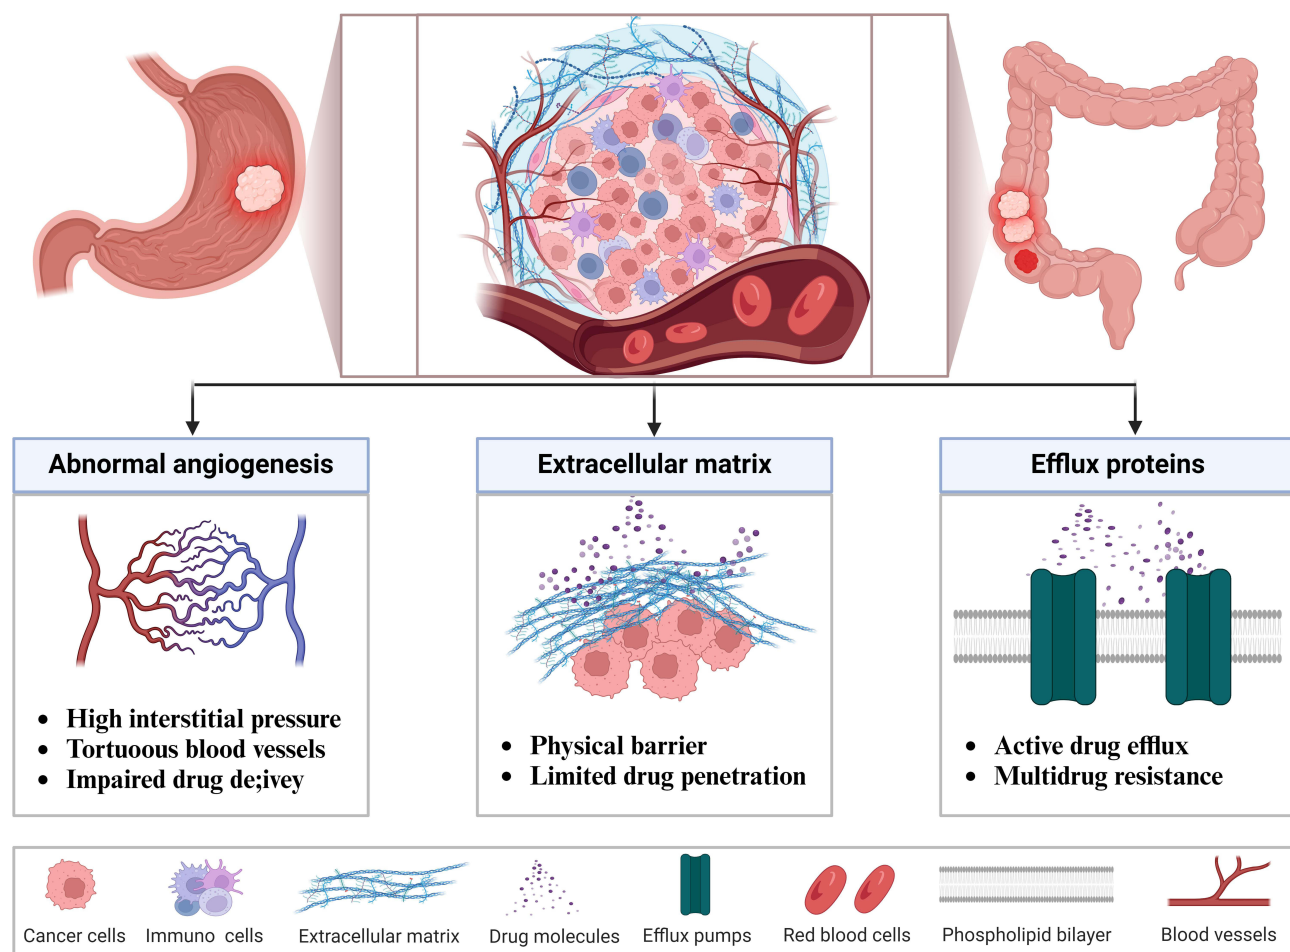 Abnormal angiogenesis
Extracellular matrix
Efflux proteins
• High interstitial pressure
• Tortuoous blood vessels
• Impaired drug de;ivey
• Physical barrier
• Limited drug penetration
• Active drug efflux
• Multidrug resistance
Cancer cells
Immuno cells
Extracellular matrix
Drug molecules
Efflux pumps
Red blood cells
Phospholipid bilayer
Blood vessels